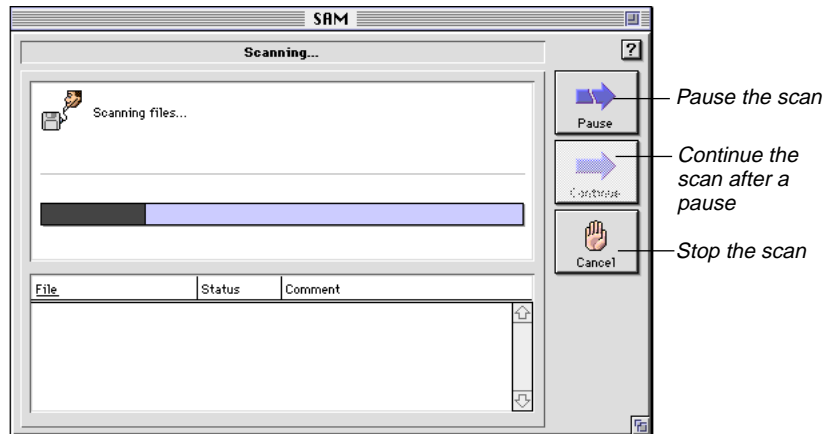 SAM
Scanning...
?
Scanning files...
Pause
Continue
Cancel
File Status Comment
Pause the scan
Continue the
scan after a
pause
Stop the scan